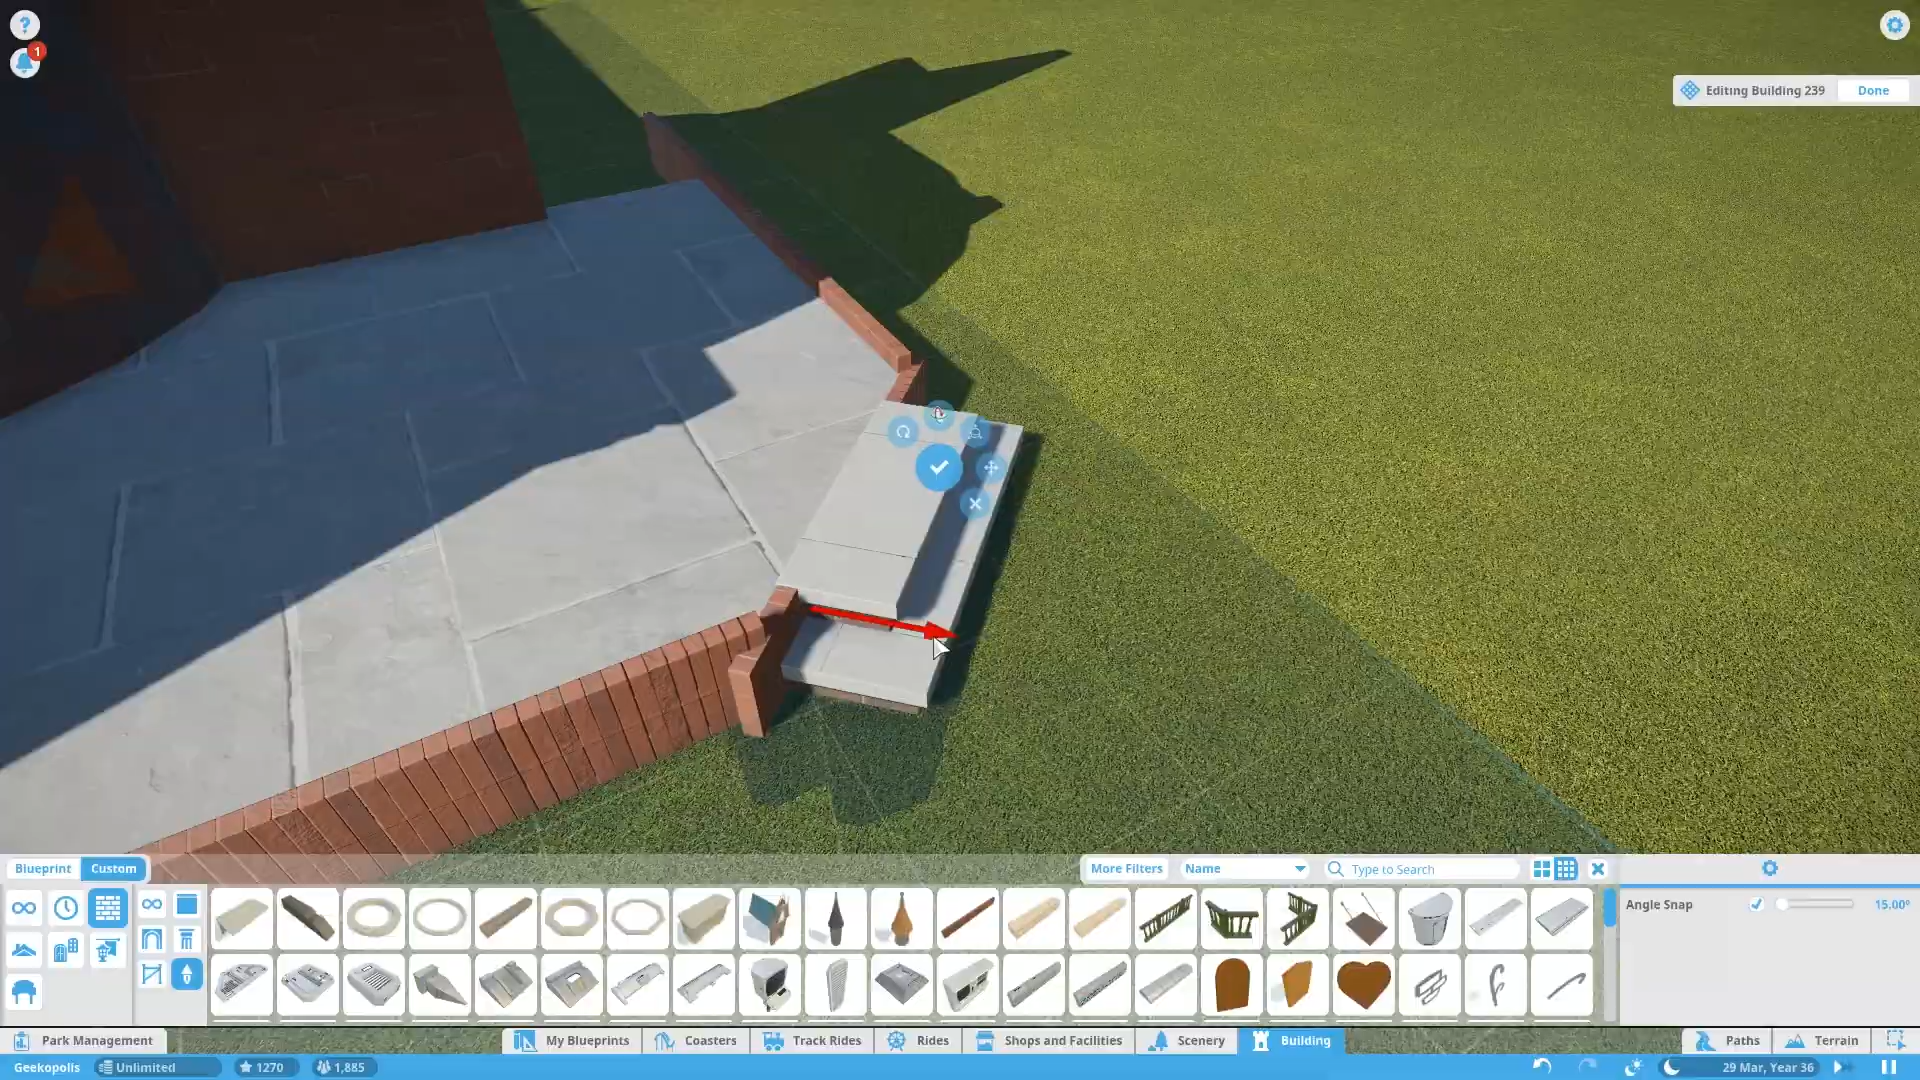 ?
1
Editing Building 239
Done
Blueprint
Custom
More Filters
Name
Type to Search
Angle Snap
15.00°
Park Management
My Blueprints
Coasters
Track Rides
Rides
Shops and Facilities
Scenery
Building
Paths
Terrain
Geekopolis
Unlimited
1270
1,885
29 Mar, Year 36